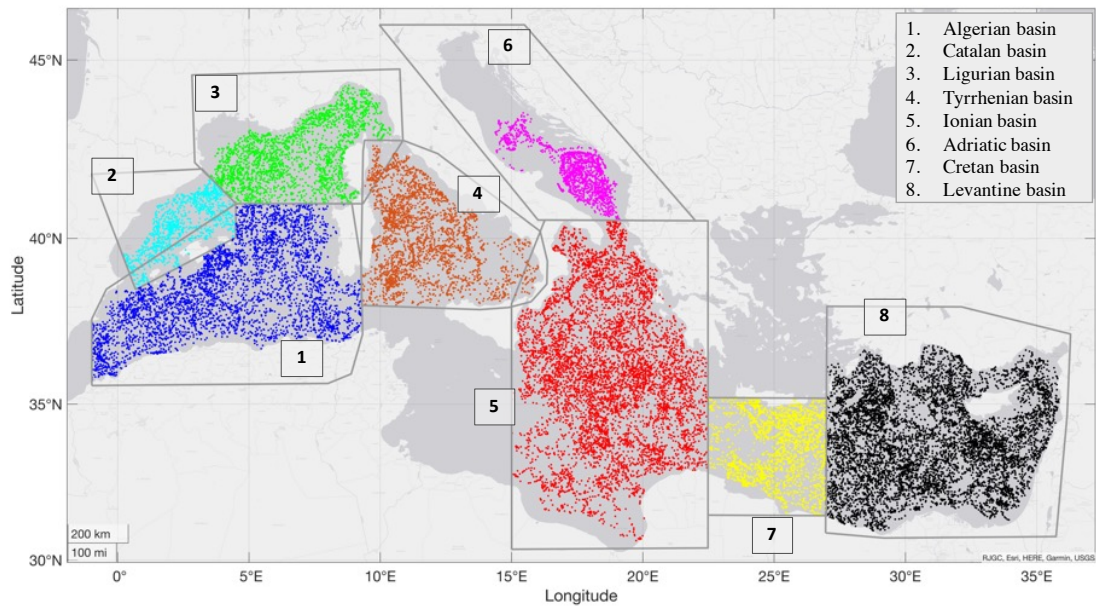 6
1. Algerian basin
2. Catalan basin
3. Ligurian basin
4. Tyrrhenian basin
5. Ionian basin
6. Adriatic basin
7. Cretan basin
8. Levantine basin
45°N
3
2
4
40°N
Latitude
8
1
35°N
5
7
200 km
100 mi
30°N
RJGC, Esri, HERE, Garmin, USGS
0° 5°E 10°E 15°E 20°E 25°E 30°E 35°E
Longitude